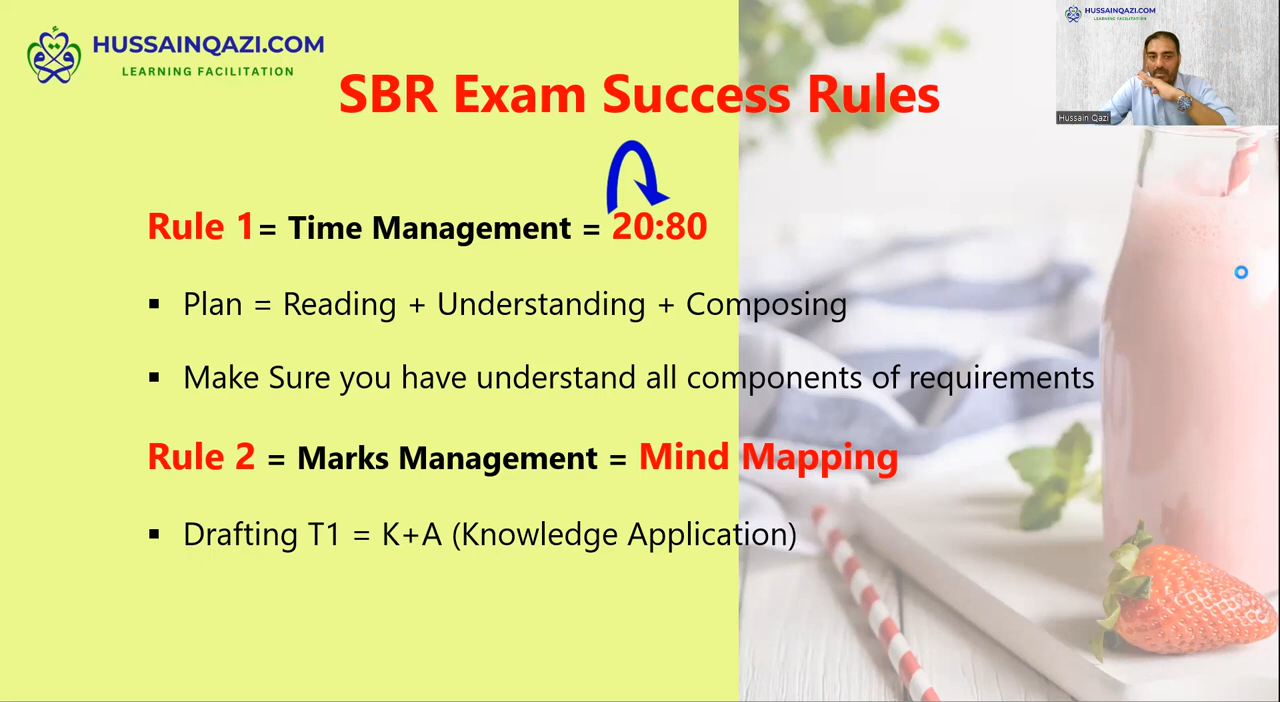 HUSSAINQAZI.COM
LEARNING FACILITATION
HUSSAINQAZI.COM
LEARNING FACILITATION
Hussain Qazi
SBR Exam Success Rules
Rule 1= Time Management = 20:80
▪ Plan = Reading + Understanding + Composing
▪ Make Sure you have understand all components of requirements
Rule 2 = Marks Management = Mind Mapping
▪ Drafting T1 = K+A (Knowledge Application)